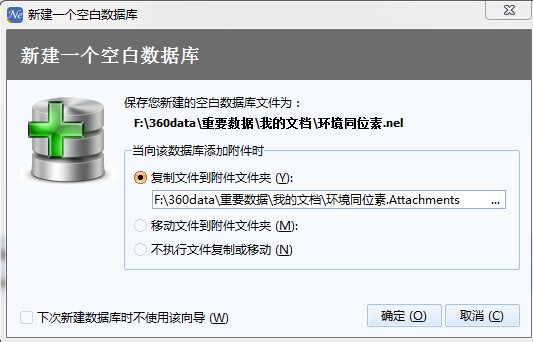 Ne 新建一个空白数据库
新建一个空白数据库
保存您新建的空白数据库文件为：
F:\360data\重要数据\我的文档\环境同位素.nel
当向该数据库添加附件时
复制文件到附件文件夹 (Y):
F:\360data\重要数据\我的文档\环境同位素.Attachments ...
移动文件到附件文件夹 (M):
不执行文件复制或移动 (N)
下次新建数据库时不使用该向导 (W)
确定 (O) 取消 (C)